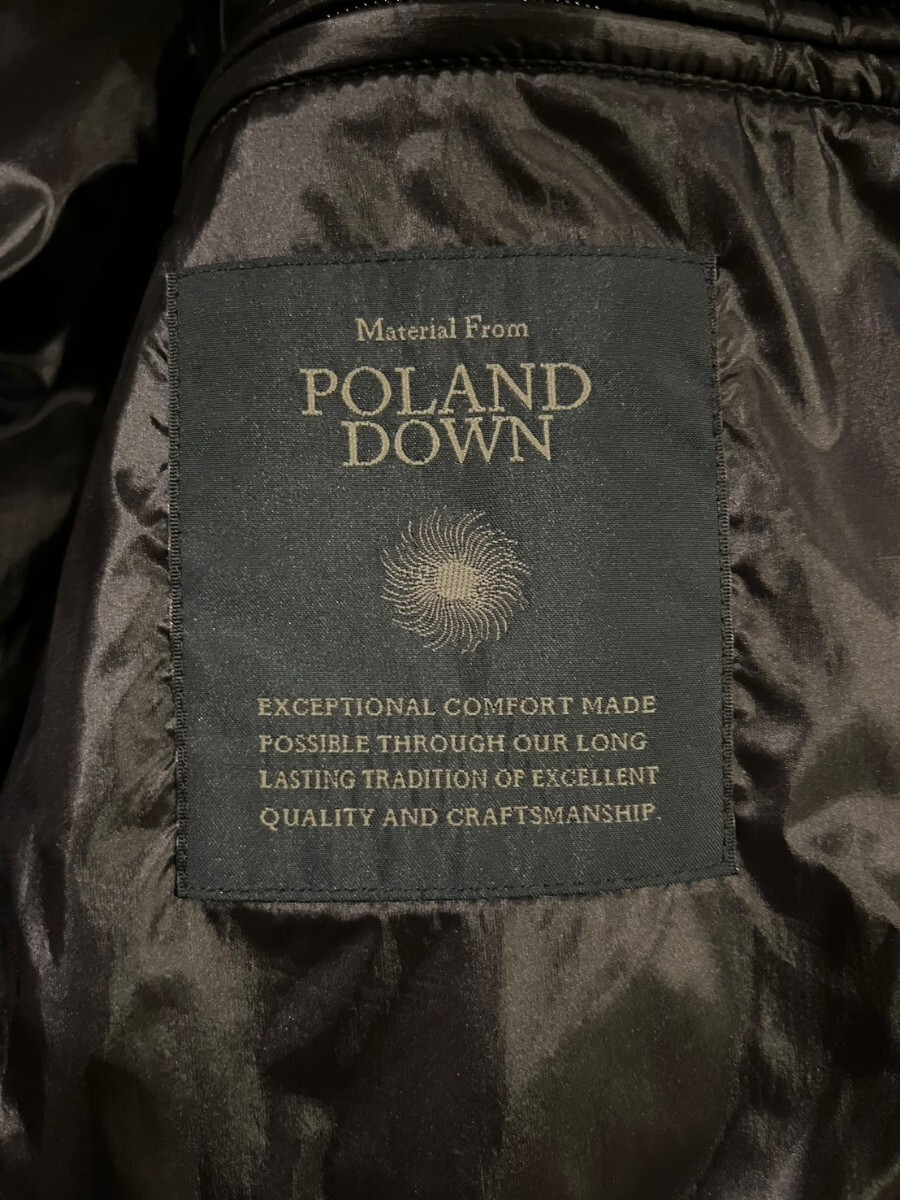 Material From
POLAND
DOWN
EXCEPTIONAL COMFORT MADE
POSSIBLE THROUGH OUR LONG
LASTING TRADITION OF EXCELLENT
QUALITY AND CRAFTSMANSHIP.